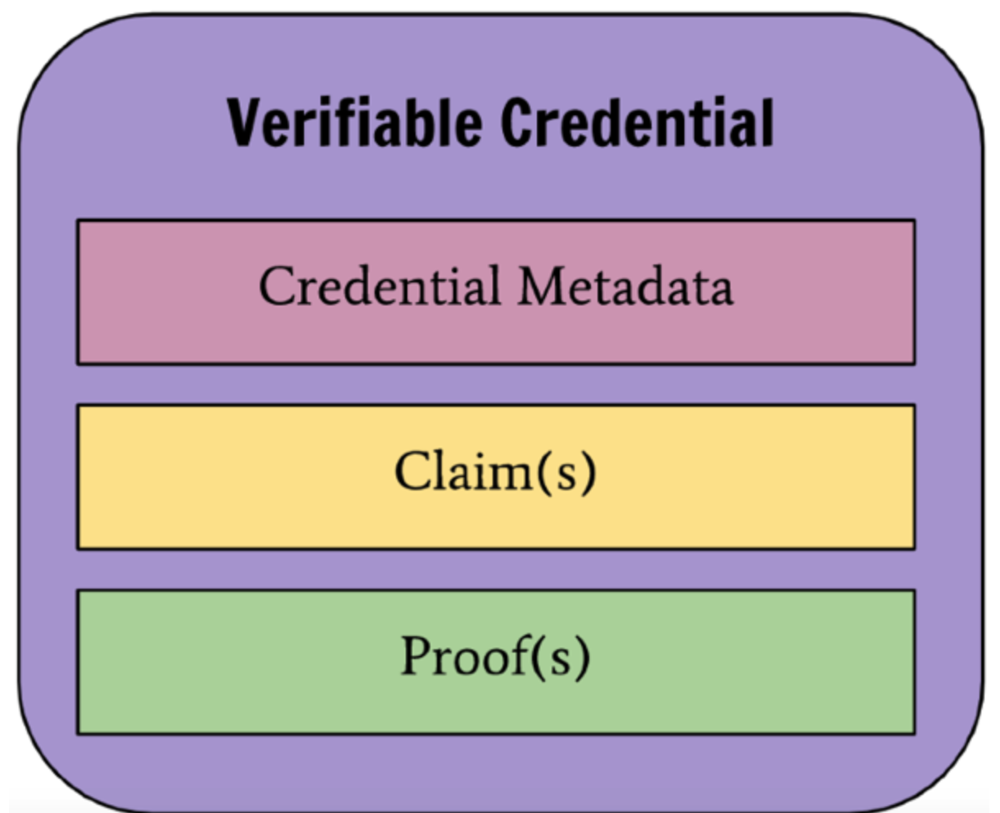 Verifiable Credential
Credential Metadata
Claim(s)
Proof(s)